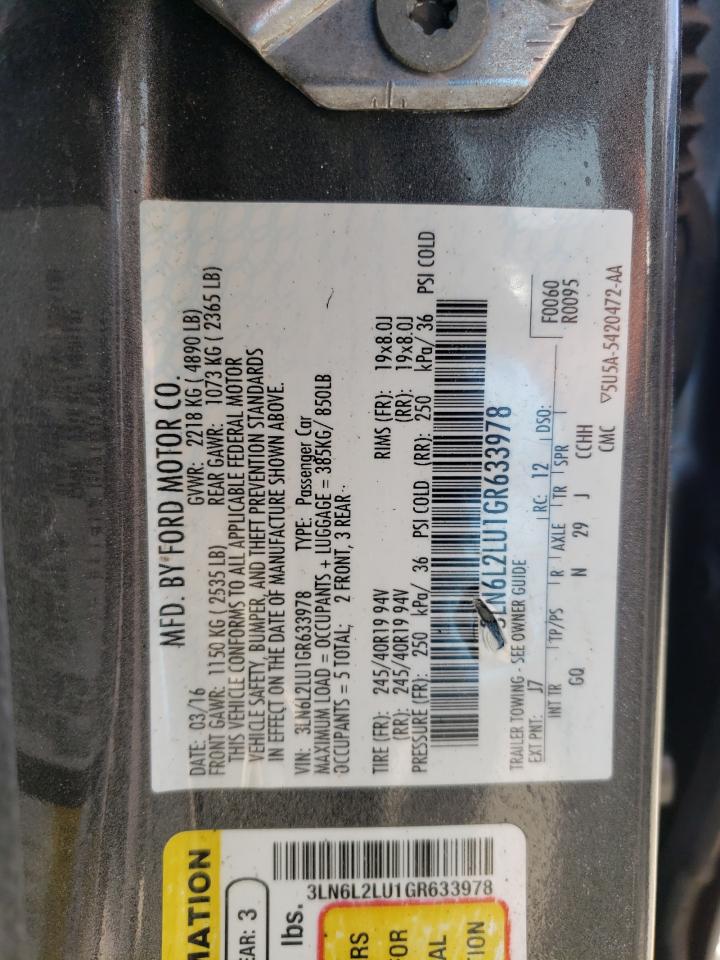 MFD. BY FORD MOTOR CO.
DATE: 03/16 GVWR: 2218 KG ( 4890 LB)
FRONT GAWR: 1150 KG ( 2535 LB) REAR GAWR: 1073 KG ( 2365 LB)
THIS VEHICLE CONFORMS TO ALL APPLICABLE FEDERAL MOTOR
VEHICLE SAFETY, BUMPER, AND THEFT PREVENTION STANDARDS
IN EFFECT ON THE DATE OF MANUFACTURE SHOWN ABOVE.
VIN: 3LN6L2LU1GR633978 TYPE: Passenger Car
MAXIMUM LOAD = OCCUPANTS + LUGGAGE = 385KG/ 850LB
OCCUPANTS = 5 TOTAL; 2 FRONT, 3 REAR
TIRE (FR): 245/40R19 94V RIMS (FR): 19x8.0J
(RR): 245/40R19 94V (RR): 19x8.0J
PRESSURE (FR): 250 kPa/ 36 PSI COLD (RR): 250 kPa/ 36 PSI COLD
3LN6L2LU1GR633978
TRAILER TOWING - SEE OWNER GUIDE
EXT PNT: J7 RC: 12 DSO: F0060
R0095
INT TR TP/PS R AXLE TR SPR
GQ N 29 J CCHH
CMC ▽5U5A-5420472-AA
MATION
EAR: 3
lbs.
3LN6L2LU1GR633978
RS
FOR
AL
ION